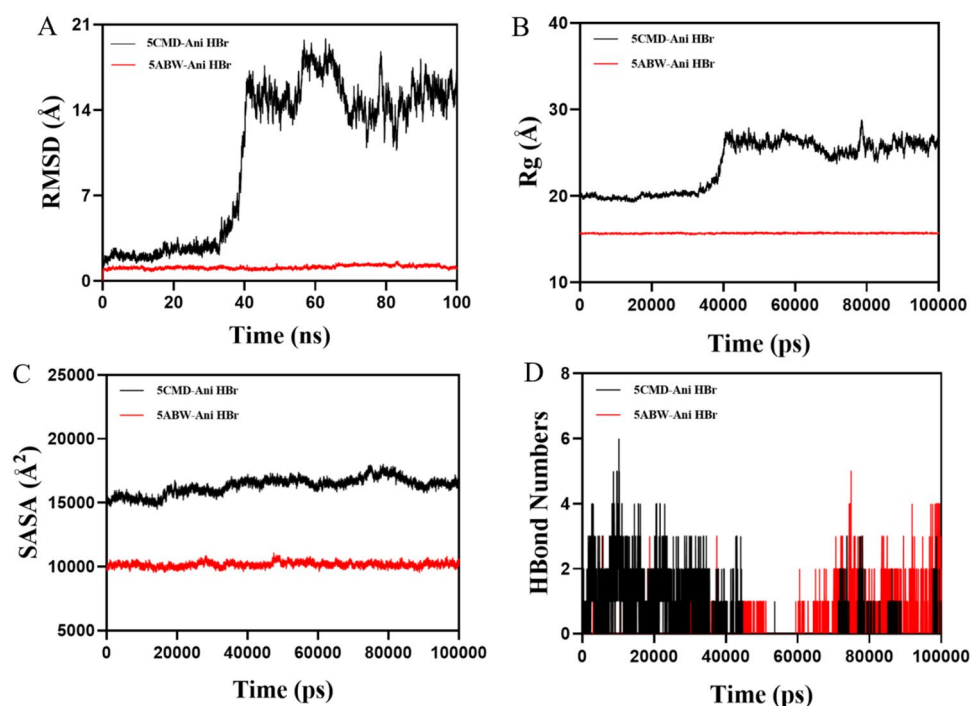 A
21
14
7
0
RMSD (Å)
5CMD-Ani HBr
5ABW-Ani HBr
0 20 40 60 80 100
Time (ns)
B
40
30
20
10
Rg (Å)
5CMD-Ani HBr
5ABW-Ani HBr
0 20000 40000 60000 80000 100000
Time (ps)
C
25000
20000
15000
10000
5000
SASA (Å²)
5CMD-Ani HBr
5ABW-Ani HBr
0 20000 40000 60000 80000 100000
Time (ps)
D
8
6
4
2
0
HBond Numbers
5CMD-Ani HBr
5ABW-Ani HBr
0 20000 40000 60000 80000 100000
Time (ps)